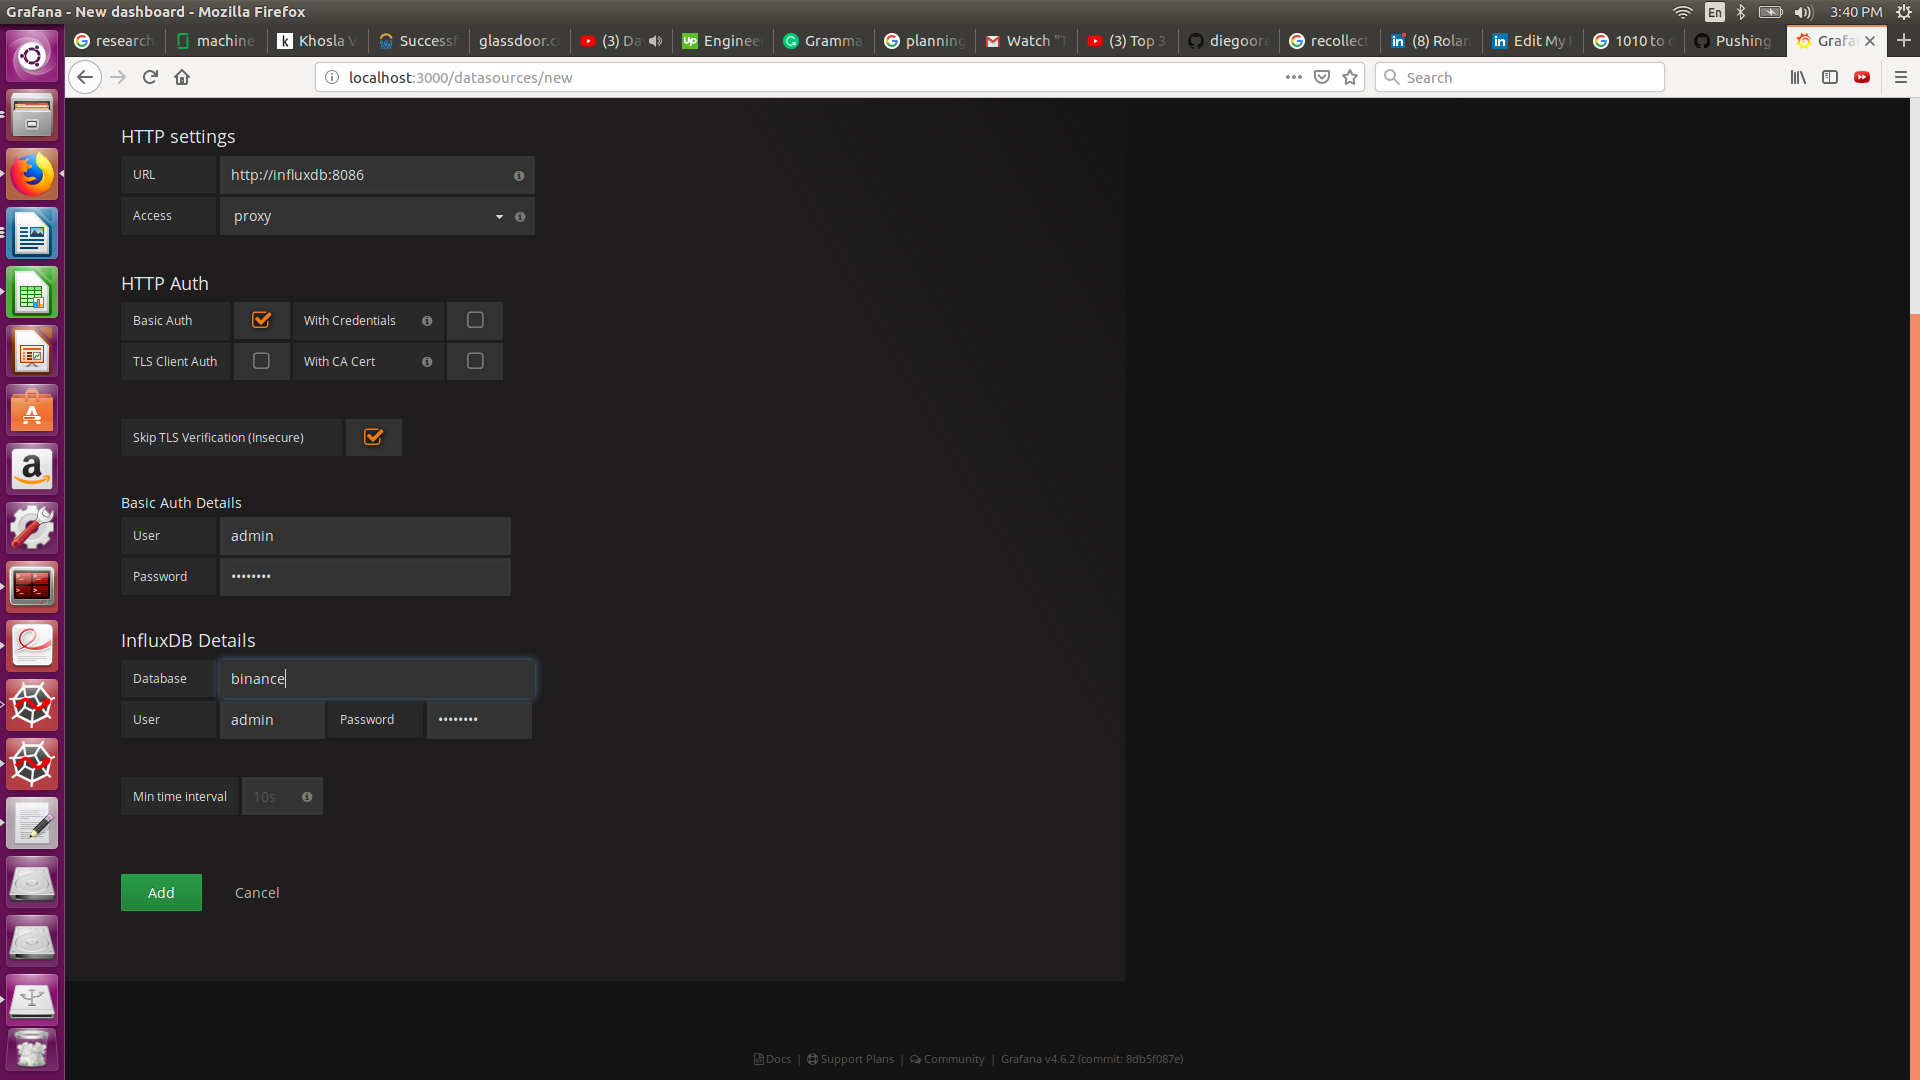 Grafana - New dashboard - Mozilla Firefox
En
3:40 PM
research
machine
Khosla V
Successf
glassdoor.c
(3) Da
Up Enginee
Gramma
planning
Watch "T
(3) Top 3
diegoore
recollect
(8) Rolan
Edit My P
1010 to
Pushing
Grafa
localhost:3000/datasources/new
Search
HTTP settings
URL
http://influxdb:8086
Access
proxy
HTTP Auth
Basic Auth
With Credentials
TLS Client Auth
With CA Cert
Skip TLS Verification (Insecure)
Basic Auth Details
User
admin
Password
••••••••
InfluxDB Details
Database
binance
User
admin
Password
••••••••
Min time interval
10s
Add
Cancel
Docs | Support Plans | Community | Grafana v4.6.2 (commit: 8db5f087e)